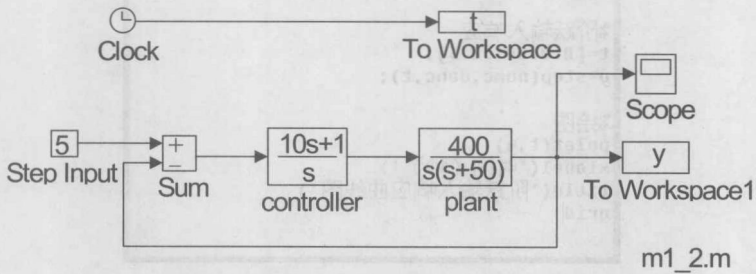 t
Clock
To Workspace
Scope
5
Step Input
+
−
Sum
10s+1
s
controller
400
s(s+50)
plant
y
To Workspace1
m1_2.m